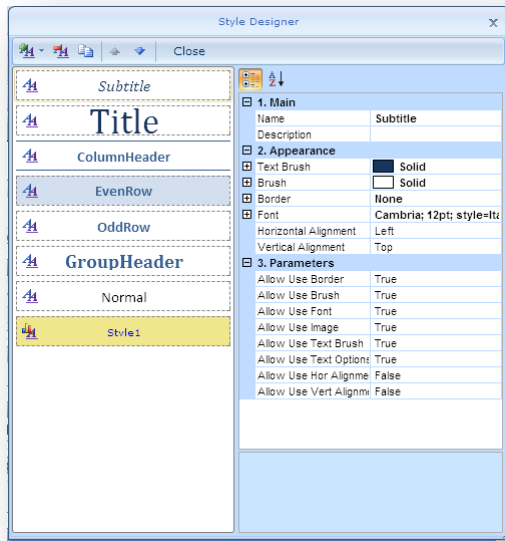 Style Designer
Close
Subtitle
Title
ColumnHeader
EvenRow
OddRow
GroupHeader
Normal
Style1
1. Main
Name Subtitle
Description
2. Appearance
Text Brush Solid
Brush Solid
Border None
Font Cambria; 12pt; style=Ita
Horizontal Alignment Left
Vertical Alignment Top
3. Parameters
Allow Use Border True
Allow Use Brush True
Allow Use Font True
Allow Use Image True
Allow Use Text Brush True
Allow Use Text Options True
Allow Use Hor Alignme False
Allow Use Vert Alignm False